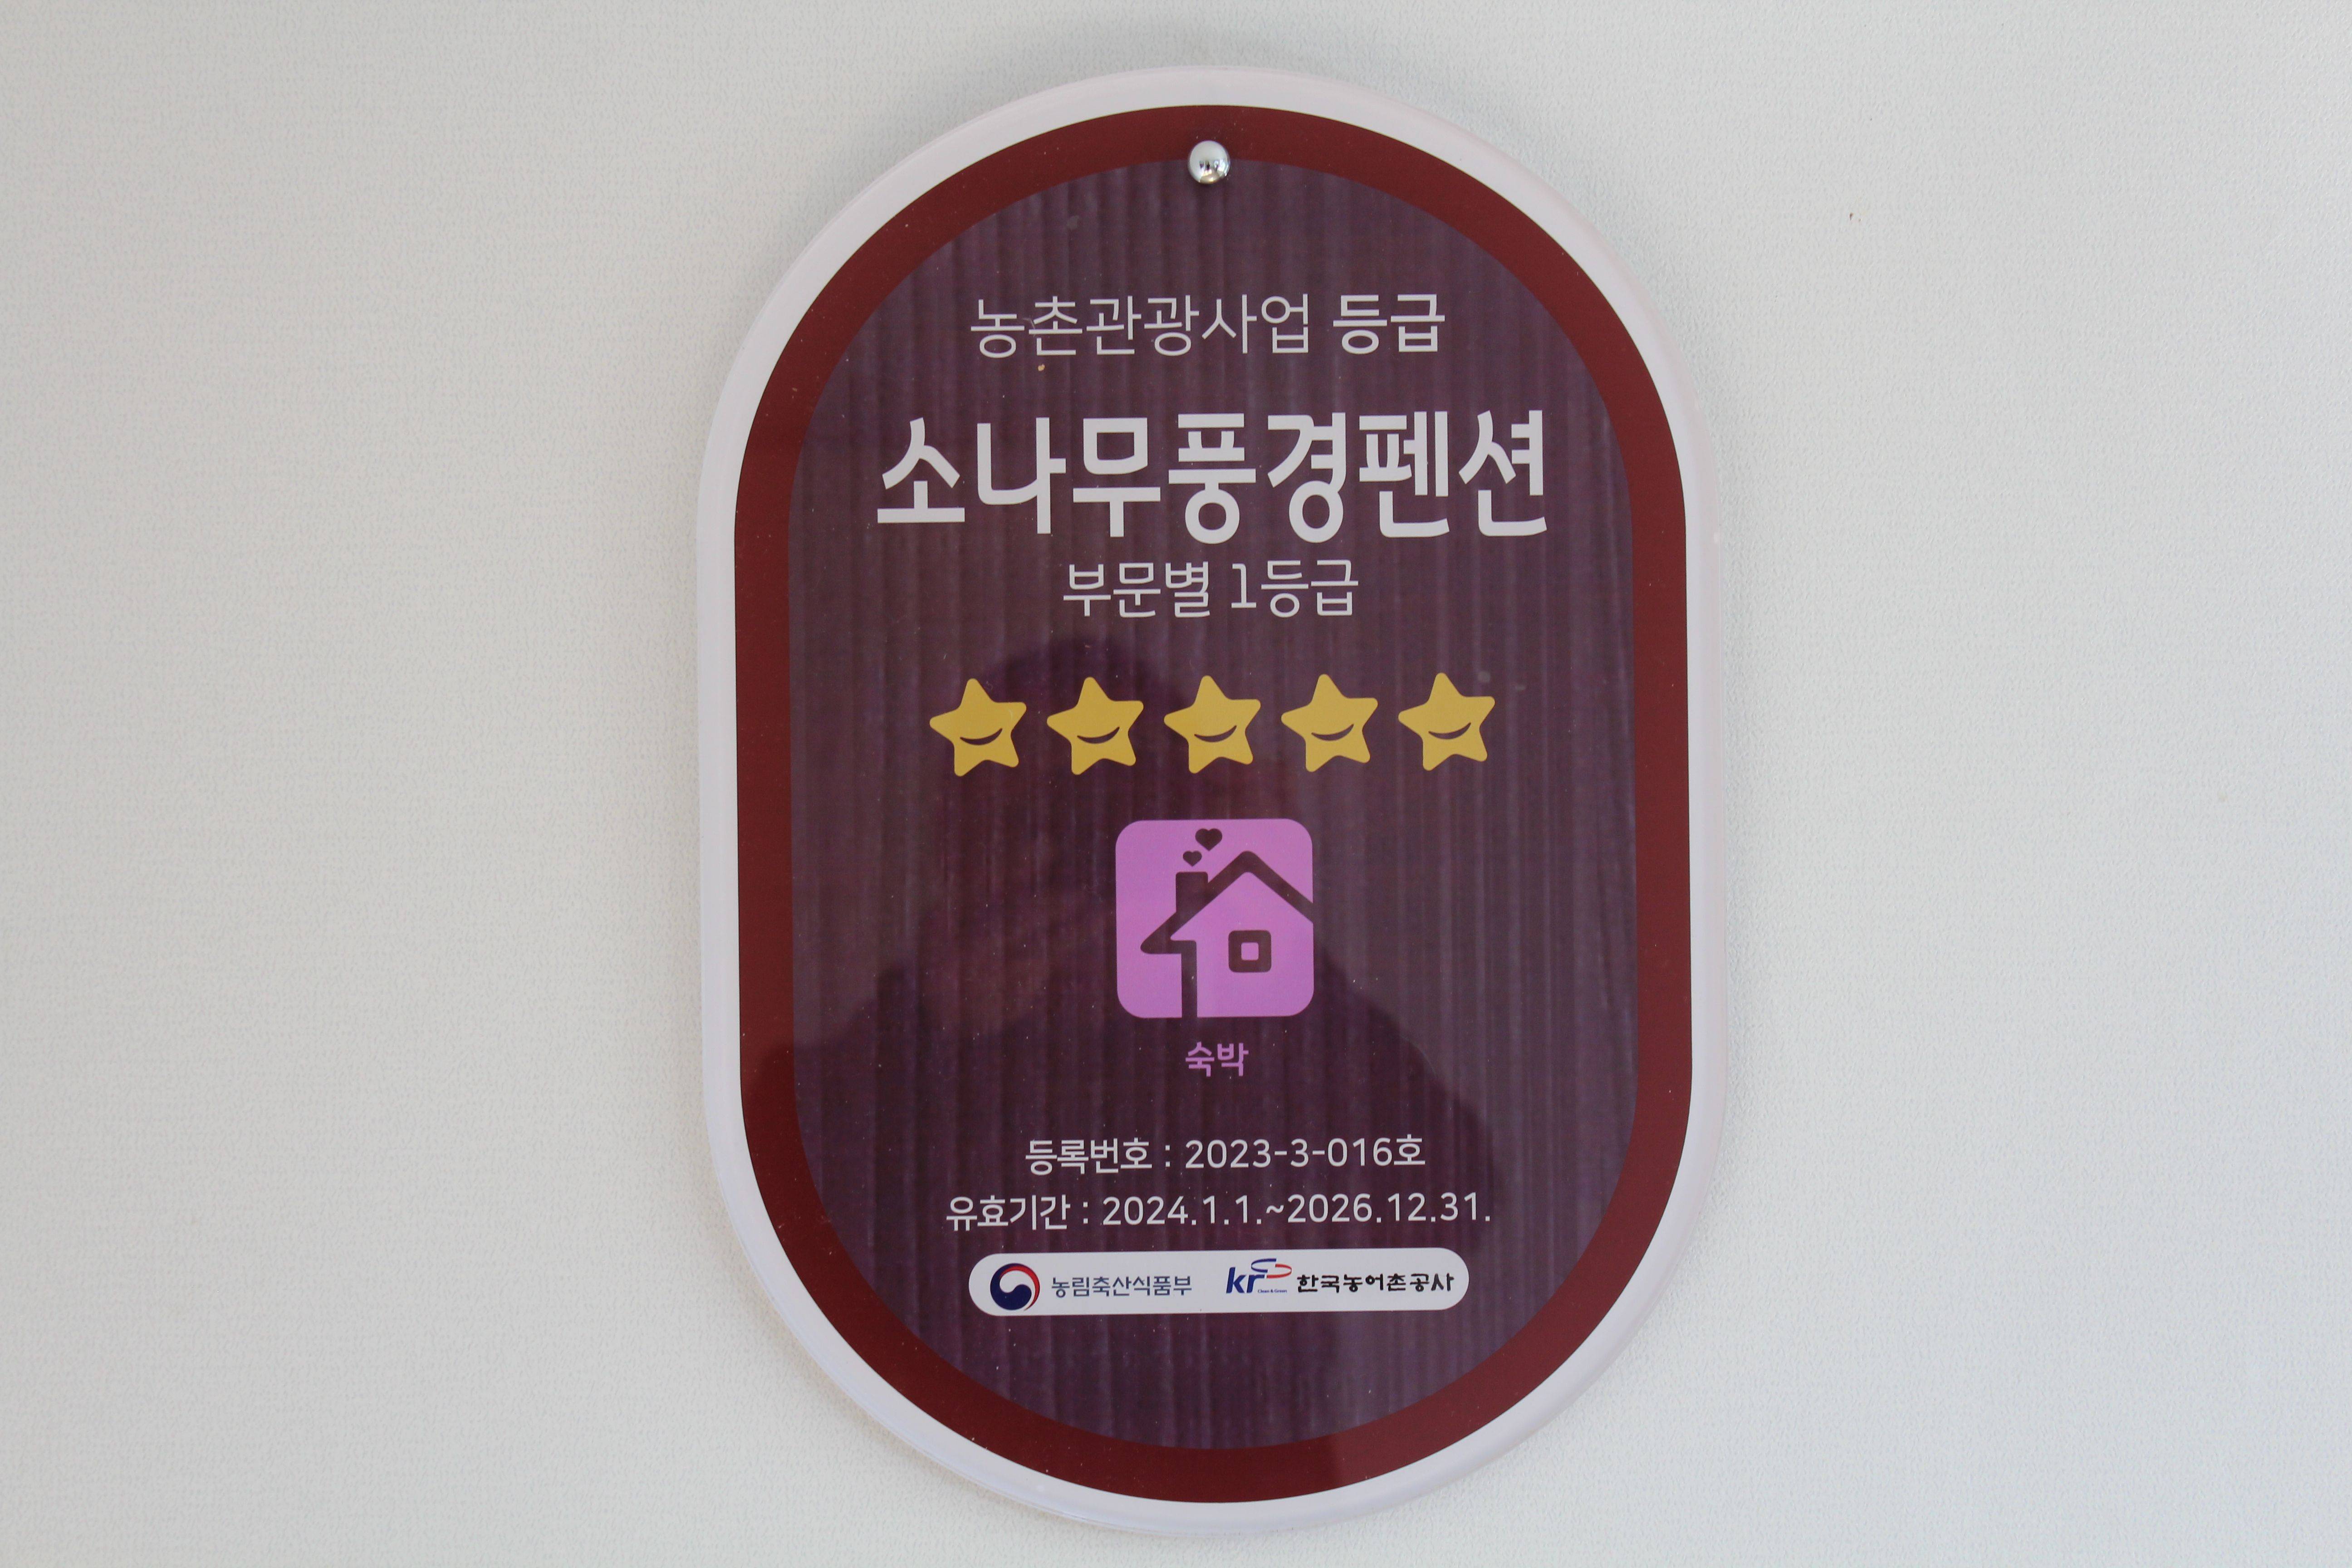 농촌관광사업 등급
소나무풍경펜션
부문별 1등급
숙박
등록번호 : 2023-3-016호
유효기간 : 2024.1.1.~2026.12.31.
농림축산식품부 kr 한국농어촌공사
Clean & Green